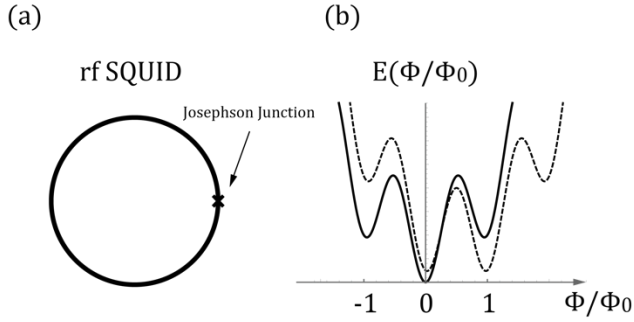 (a)
rf SQUID
Josephson Junction
(b)
E(Φ/Φ₀)
-1 0 1 Φ/Φ₀